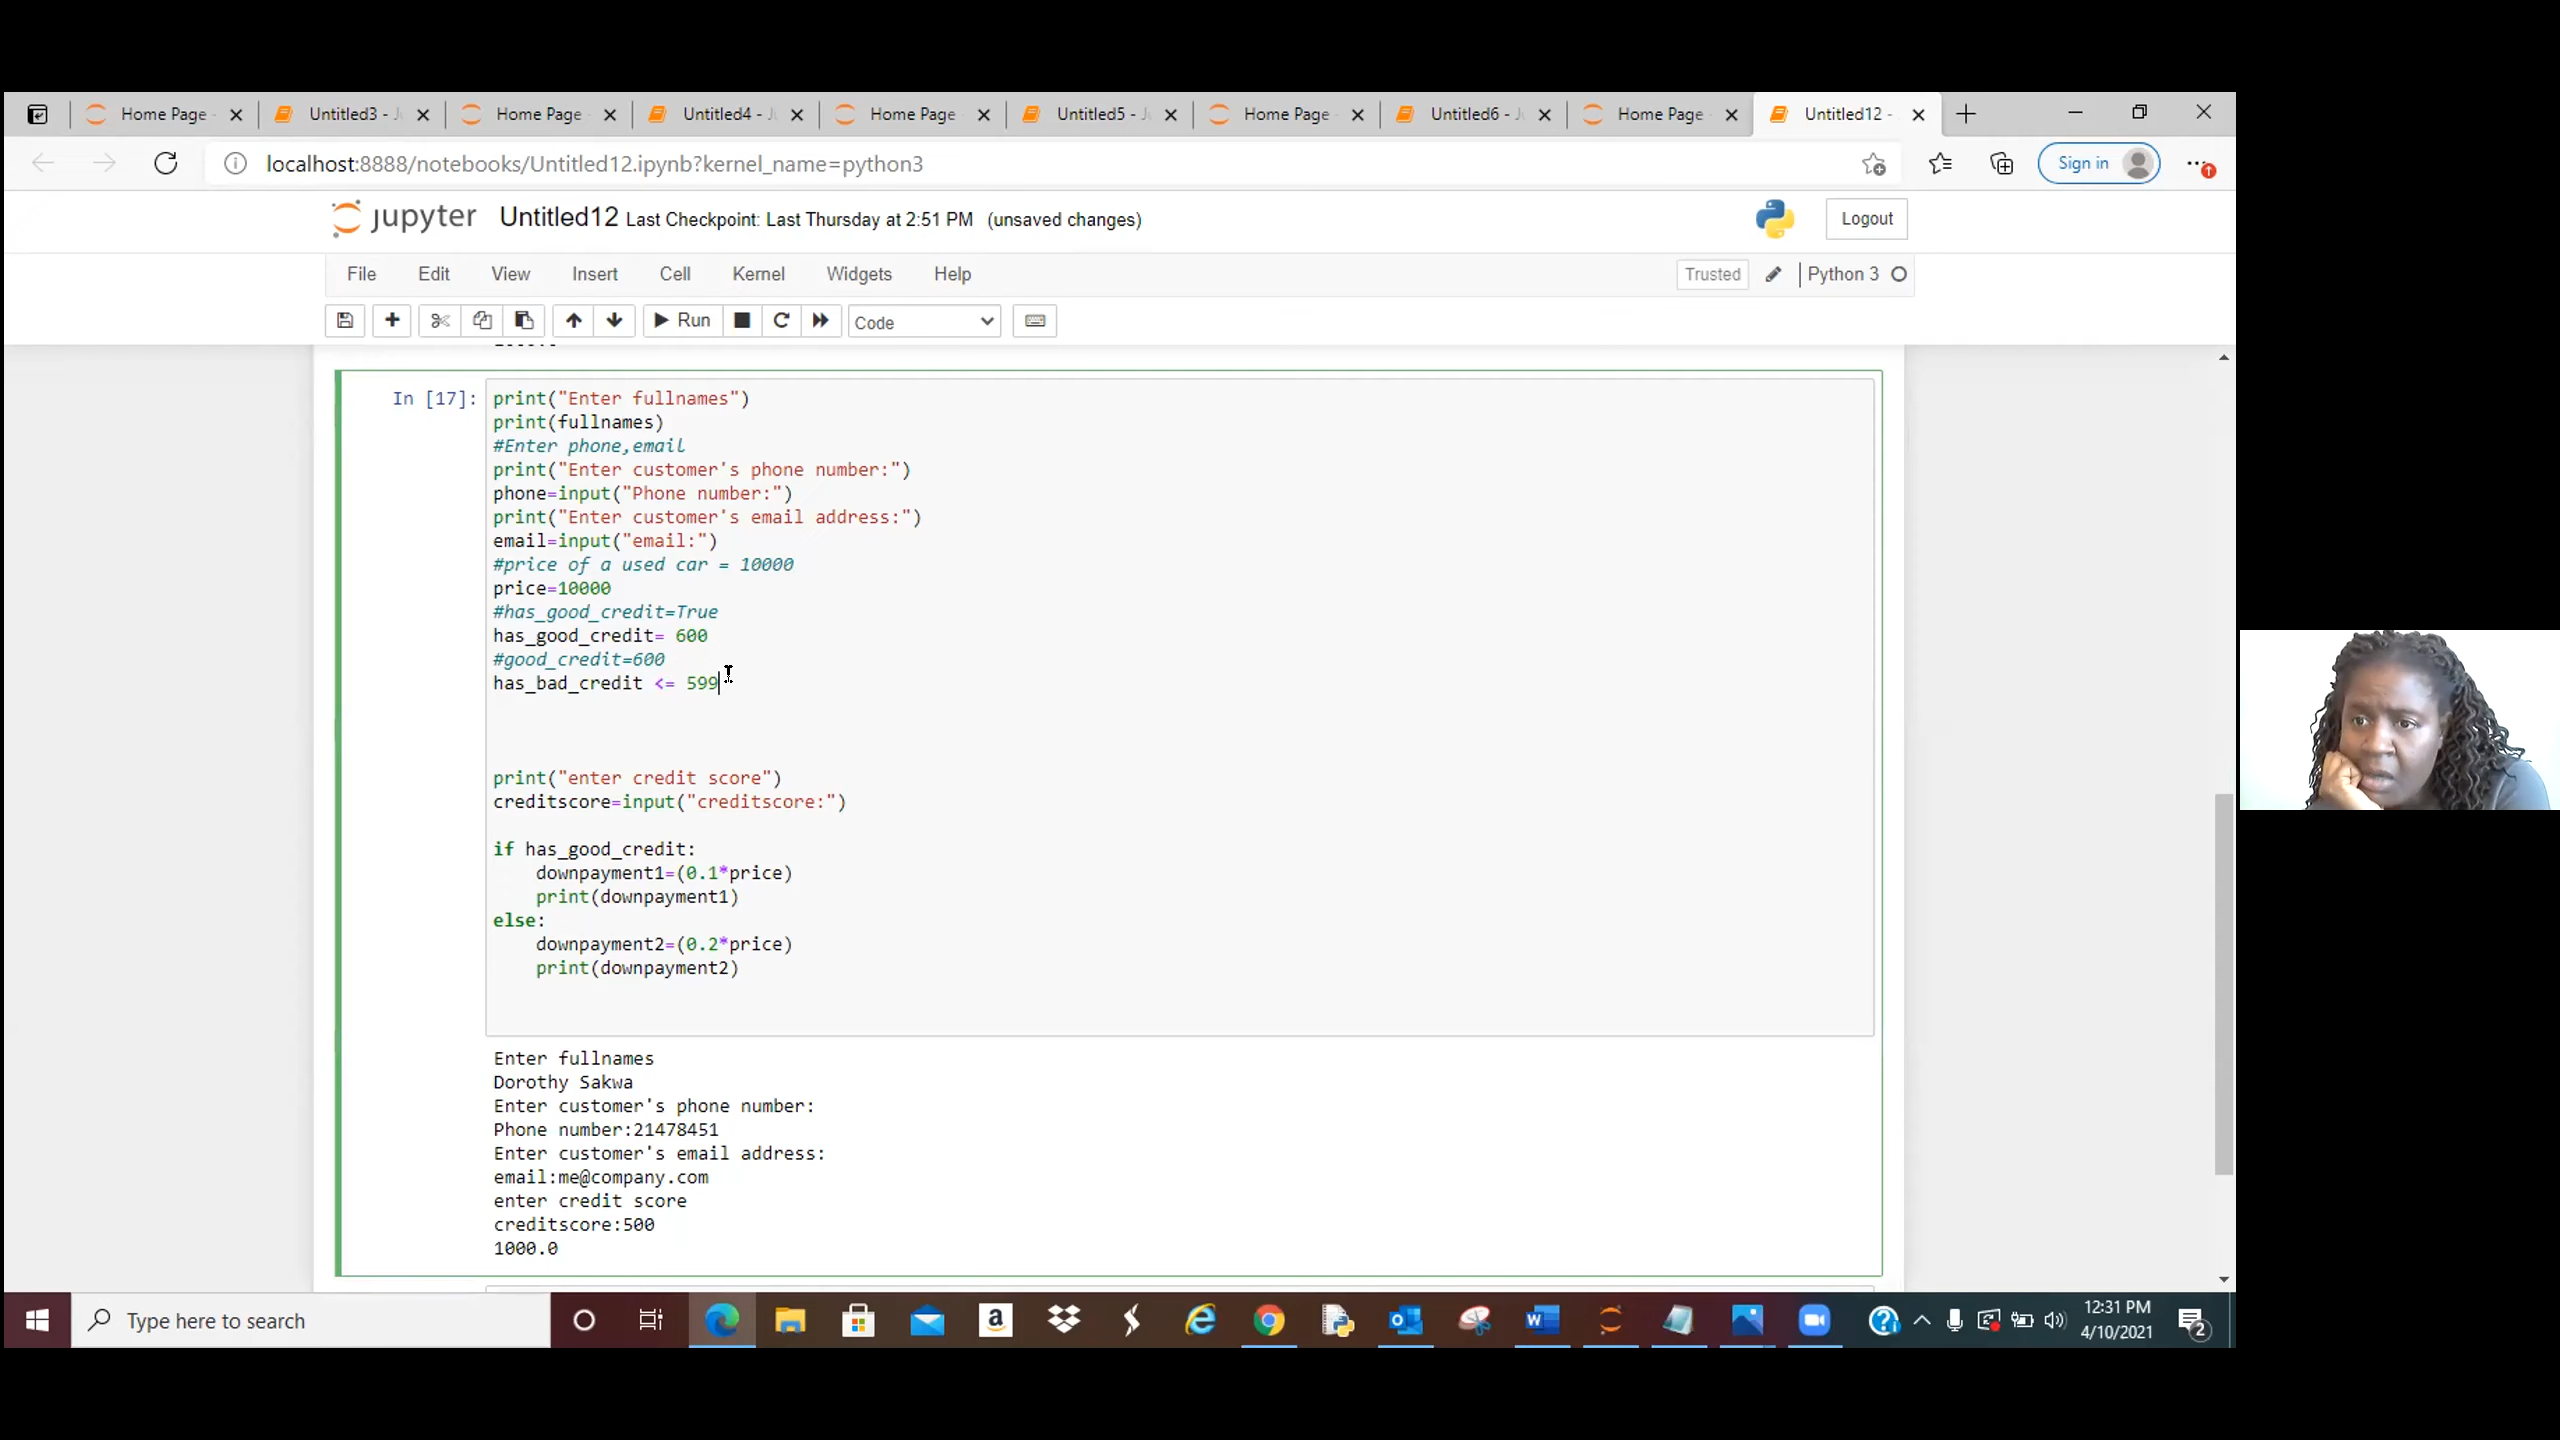 Home Page - Untitled3 - J Home Page Untitled4 - J Home Page Untitled5 - J Home Page Untitled6 - J Home Page Untitled12 -
localhost:8888/notebooks/Untitled12.ipynb?kernel_name=python3
Sign in
jupyter Untitled12 Last Checkpoint: Last Thursday at 2:51 PM (unsaved changes)
Logout
File Edit View Insert Cell Kernel Widgets Help
Trusted Python 3
Run Code
In [17]:
print("Enter fullnames")
print(fullnames)
#Enter phone,email
print("Enter customer's phone number:")
phone=input("Phone number:")
print("Enter customer's email address:")
email=input("email:")
#price of a used car = 10000
price=10000
#has_good_credit=True
has_good_credit= 600
#good_credit=600
has_bad_credit <= 599
print("enter credit score")
creditscore=input("creditscore:")
if has_good_credit:
downpayment1=(0.1*price)
print(downpayment1)
else:
downpayment2=(0.2*price)
print(downpayment2)
Enter fullnames
Dorothy Sakwa
Enter customer's phone number:
Phone number:21478451
Enter customer's email address:
email:me@company.com
enter credit score
creditscore:500
1000.0
Type here to search
12:31 PM
4/10/2021
2